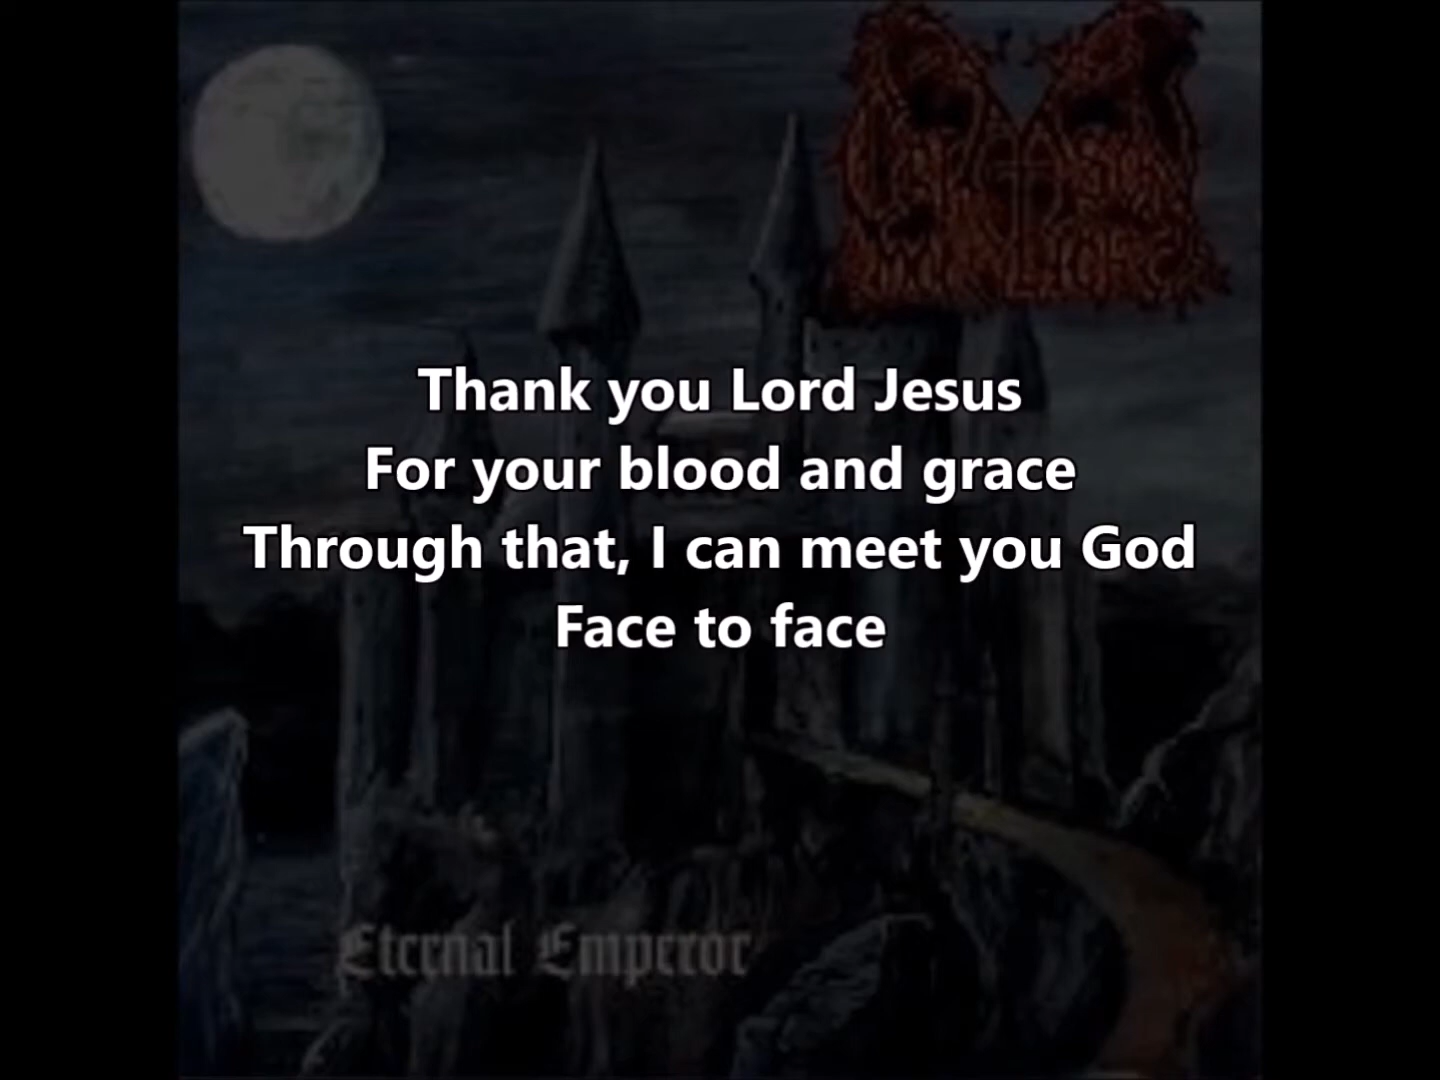 Thank you Lord Jesus
For your blood and grace
Through that, I can meet you God
Face to face
Eternal Emperor